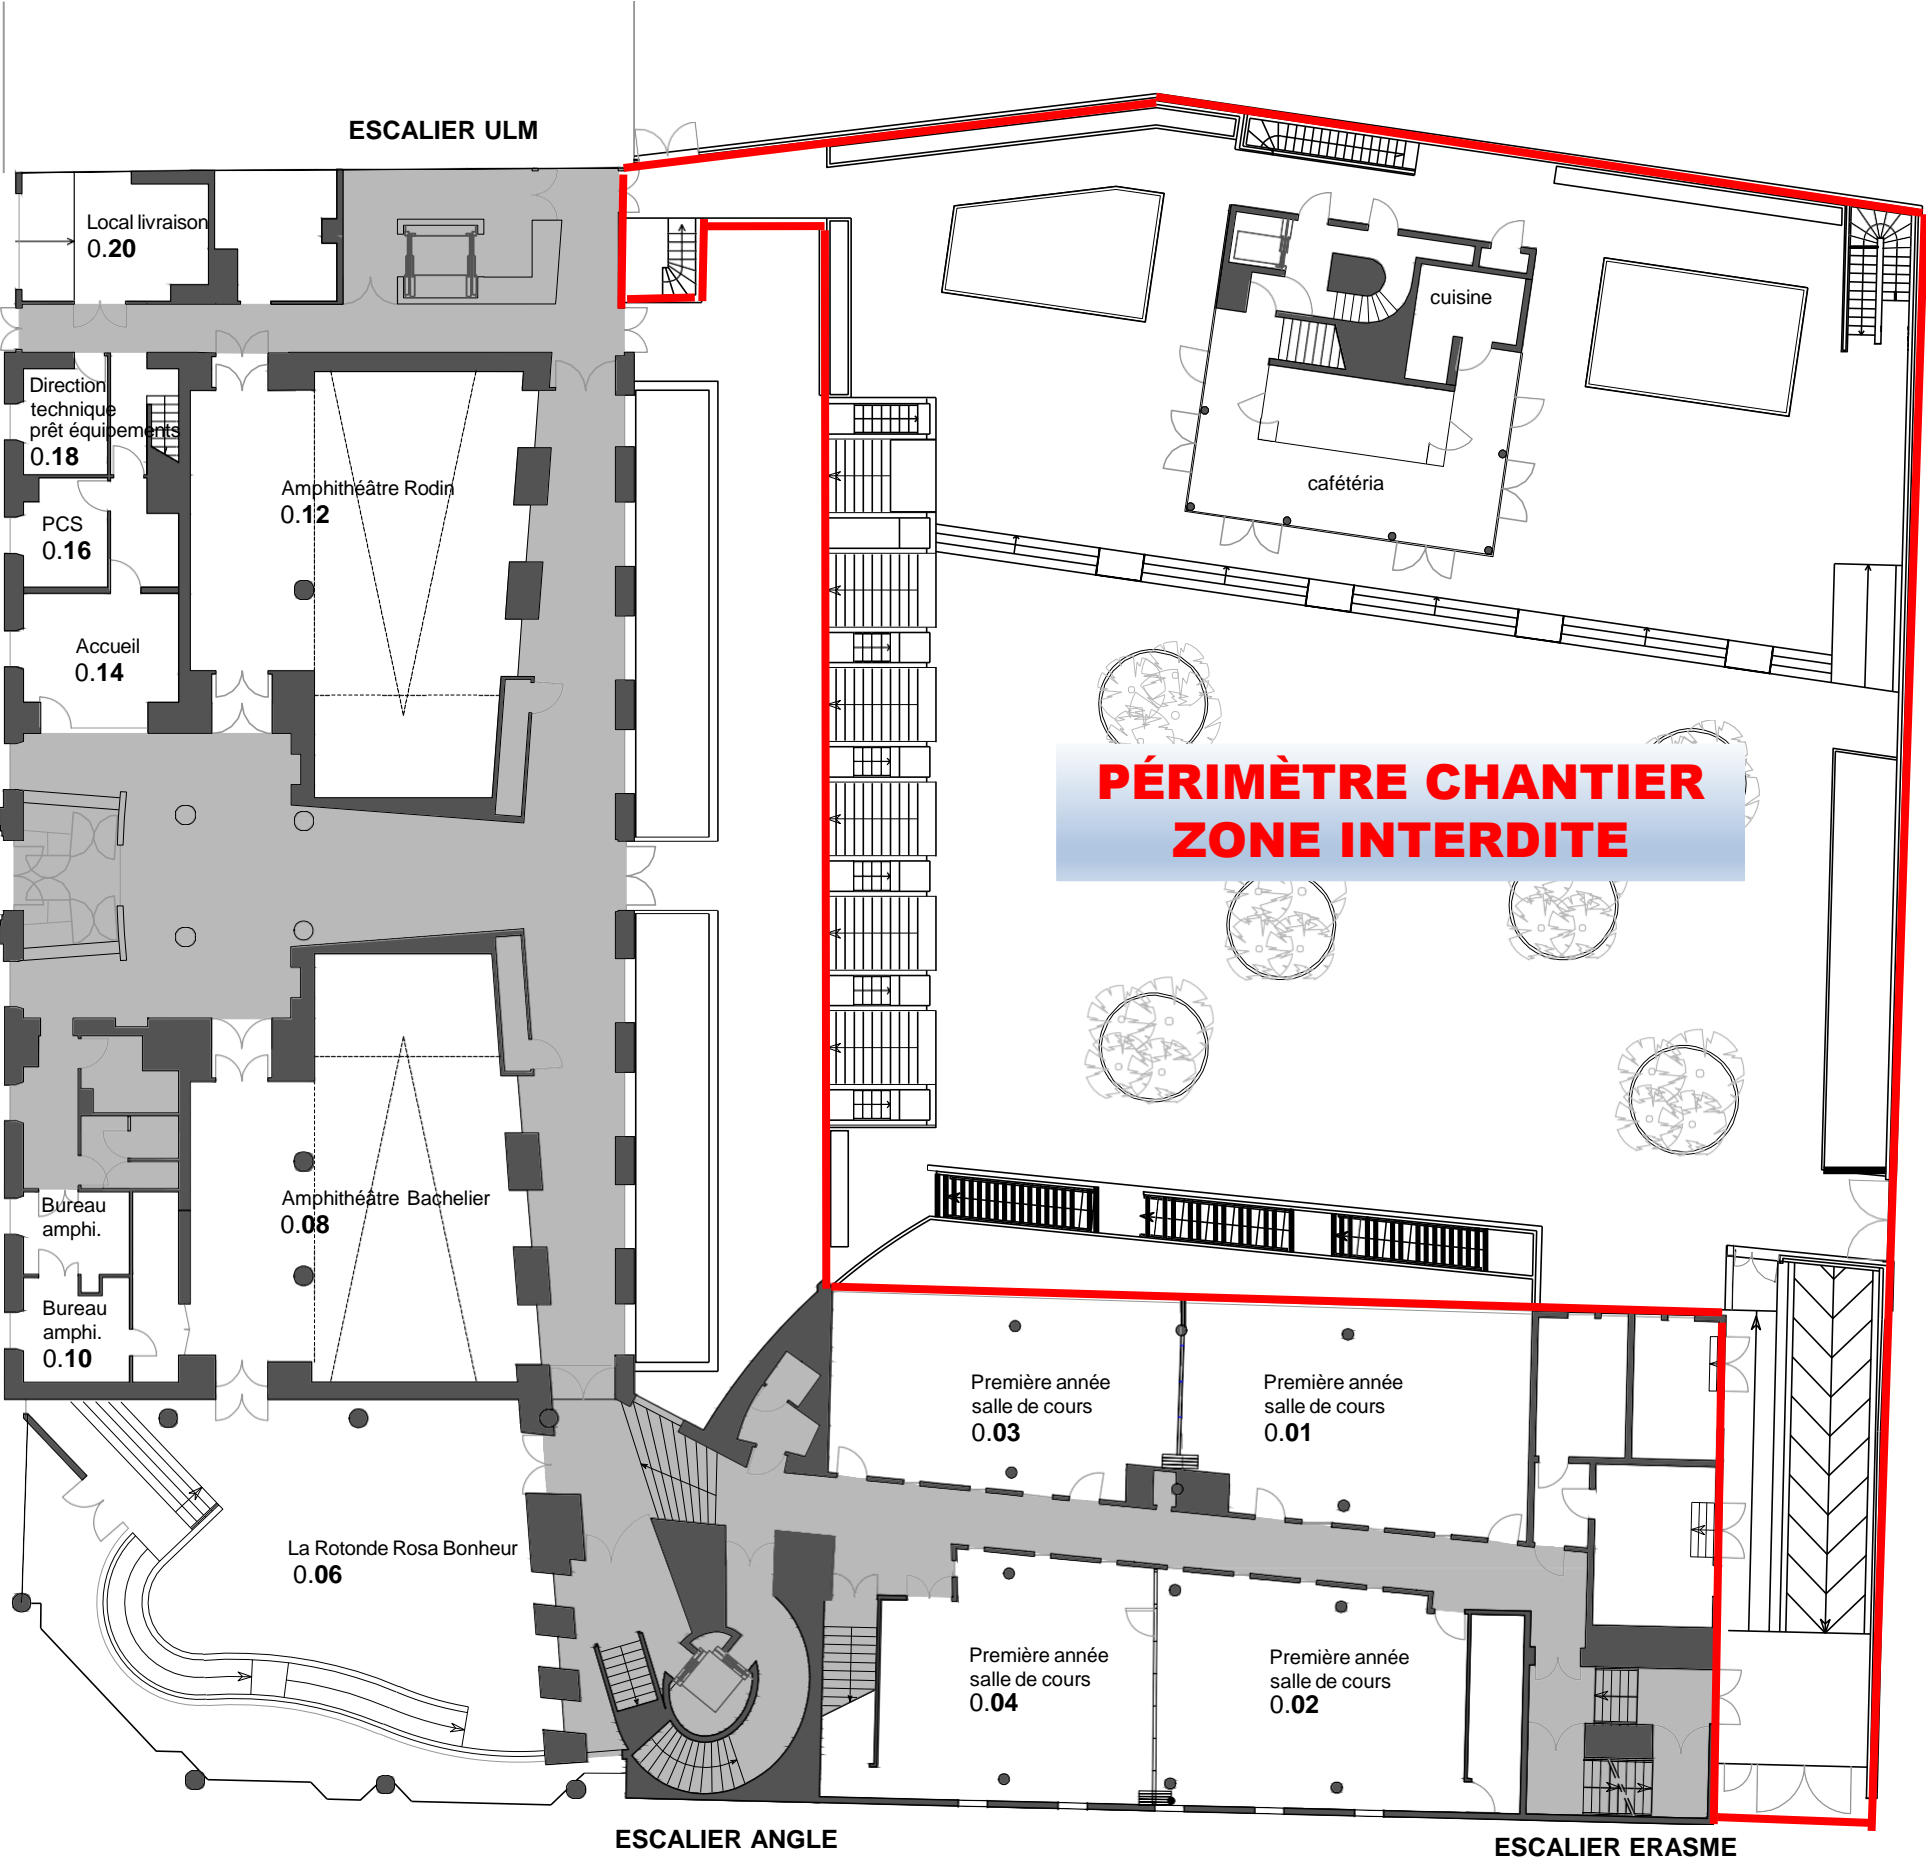 ESCALIER ULM
Local livraison
0.20
cuisine
Direction
technique
prêt équipements
0.18
Amphithéâtre Rodin
0.12
cafétéria
PCS
0.16
Accueil
0.14
PÉRIMÈTRE CHANTIER
ZONE INTERDITE
Amphithéâtre Bachelier
0.08
Bureau
amphi.
Bureau
amphi.
0.10
Première année
salle de cours
0.03
Première année
salle de cours
0.01
La Rotonde Rosa Bonheur
0.06
Première année
salle de cours
0.04
Première année
salle de cours
0.02
ESCALIER ANGLE
ESCALIER ERASME